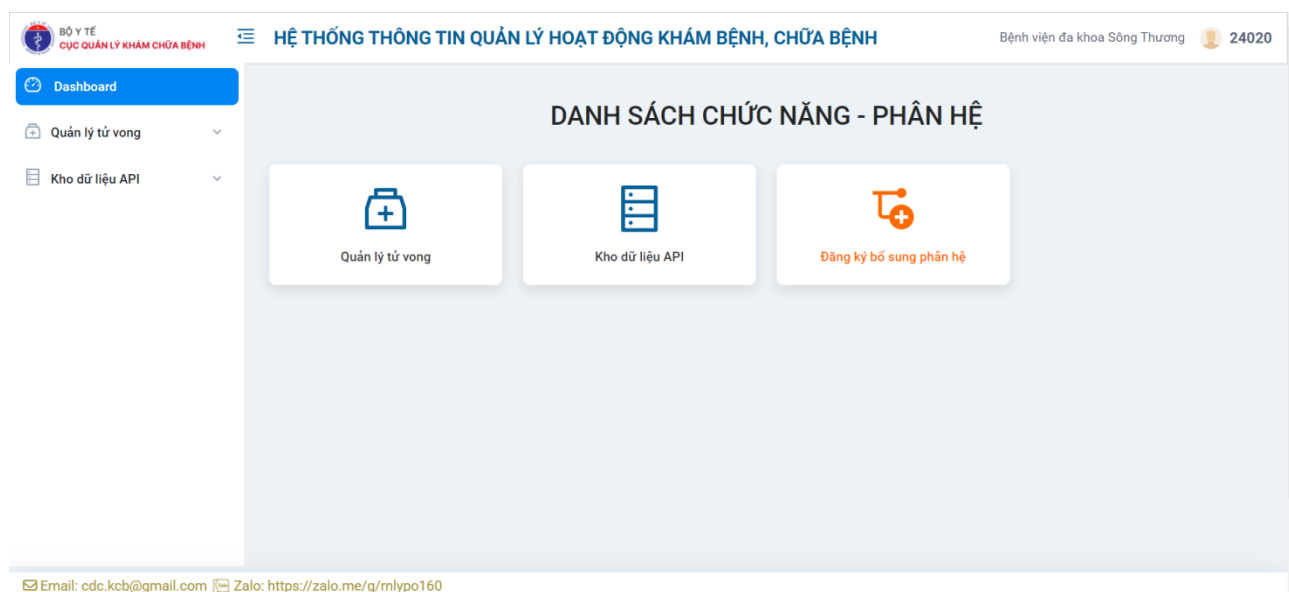 BỘ Y TẾ
CỤC QUẢN LÝ KHÁM CHỮA BỆNH
HỆ THỐNG THÔNG TIN QUẢN LÝ HOẠT ĐỘNG KHÁM BỆNH, CHỮA BỆNH
Bệnh viện đa khoa Sông Thương
24020
Dashboard
Quản lý tử vong
Kho dữ liệu API
DANH SÁCH CHỨC NĂNG - PHÂN HỆ
Quản lý tử vong
Kho dữ liệu API
Đăng ký bổ sung phân hệ
Email: cdc.kcb@gmail.com Zalo: https://zalo.me/g/rnlypo160